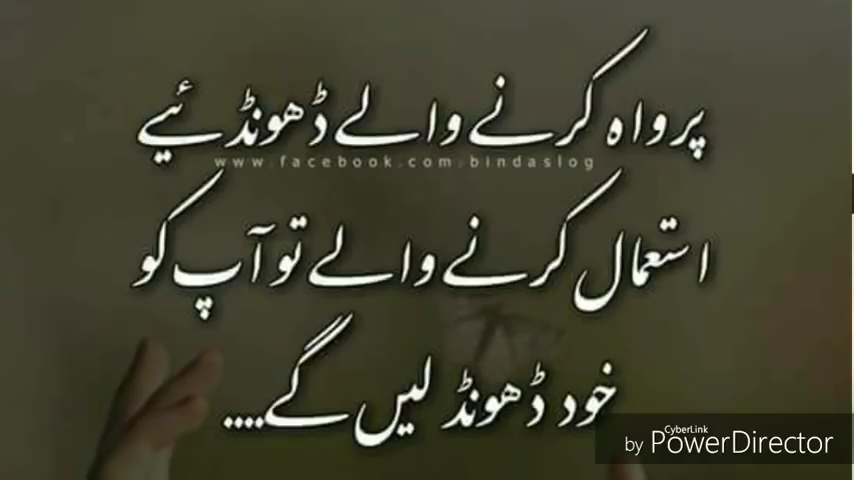 پرواہ کرنے والے ڈھونڈئیے
www.facebook.com:bindaslog
استعمال کرنے والے تو آپ کو
خود ڈھونڈ لیں گے....
CyberLink
by PowerDirector